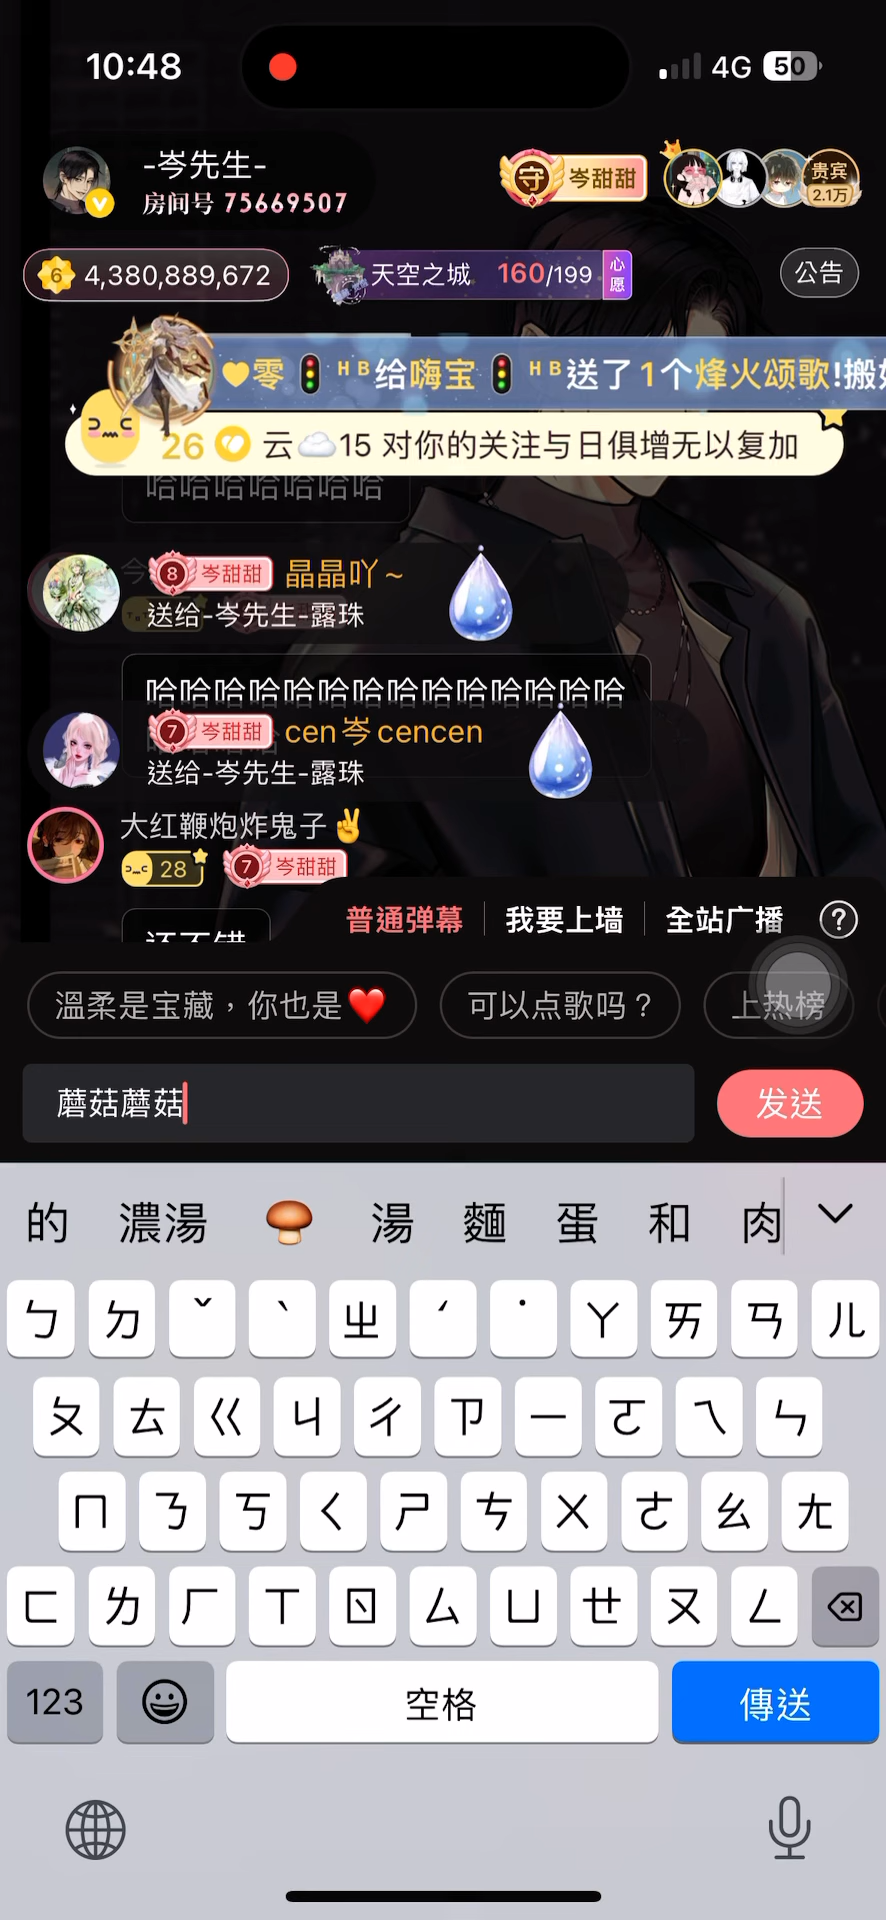 10:48
4G 50
-岑先生-
房间号 75669507
守 岑甜甜
贵宾
2.1万
6 4,380,889,672
天空之城 160/199 心愿
公告
零🚦ᴴᴮ给嗨宝🚦ᴴᴮ送了1个烽火颂歌!搬
26 云☁️15 对你的关注与日俱增无以复加
哈哈哈哈哈哈哈
8 岑甜甜 晶晶吖~
送给-岑先生-露珠
哈哈哈哈哈哈哈哈哈哈哈哈哈哈
7 岑甜甜 cen岑cencen
送给-岑先生-露珠
大红鞭炮炸鬼子✌️
28 7 岑甜甜
还不错
普通弹幕 我要上墙 全站广播 ?
溫柔是宝藏，你也是❤️ 可以点歌吗？ 上热榜
蘑菇蘑菇 发送
的 濃湯 🍄 湯 麵 蛋 和 肉
ㄅ ㄉ ˇ ˋ ㄓ ˊ ˙ ㄚ ㄞ ㄢ ㄦ
ㄆ ㄊ ㄍ ㄐ ㄔ ㄗ ㄧ ㄛ ㄟ ㄣ
ㄇ ㄋ ㄎ ㄑ ㄕ ㄘ ㄨ ㄜ ㄠ ㄤ
ㄈ ㄌ ㄏ ㄒ ㄖ ㄙ ㄩ ㄝ ㄡ ㄥ
123 空格 傳送